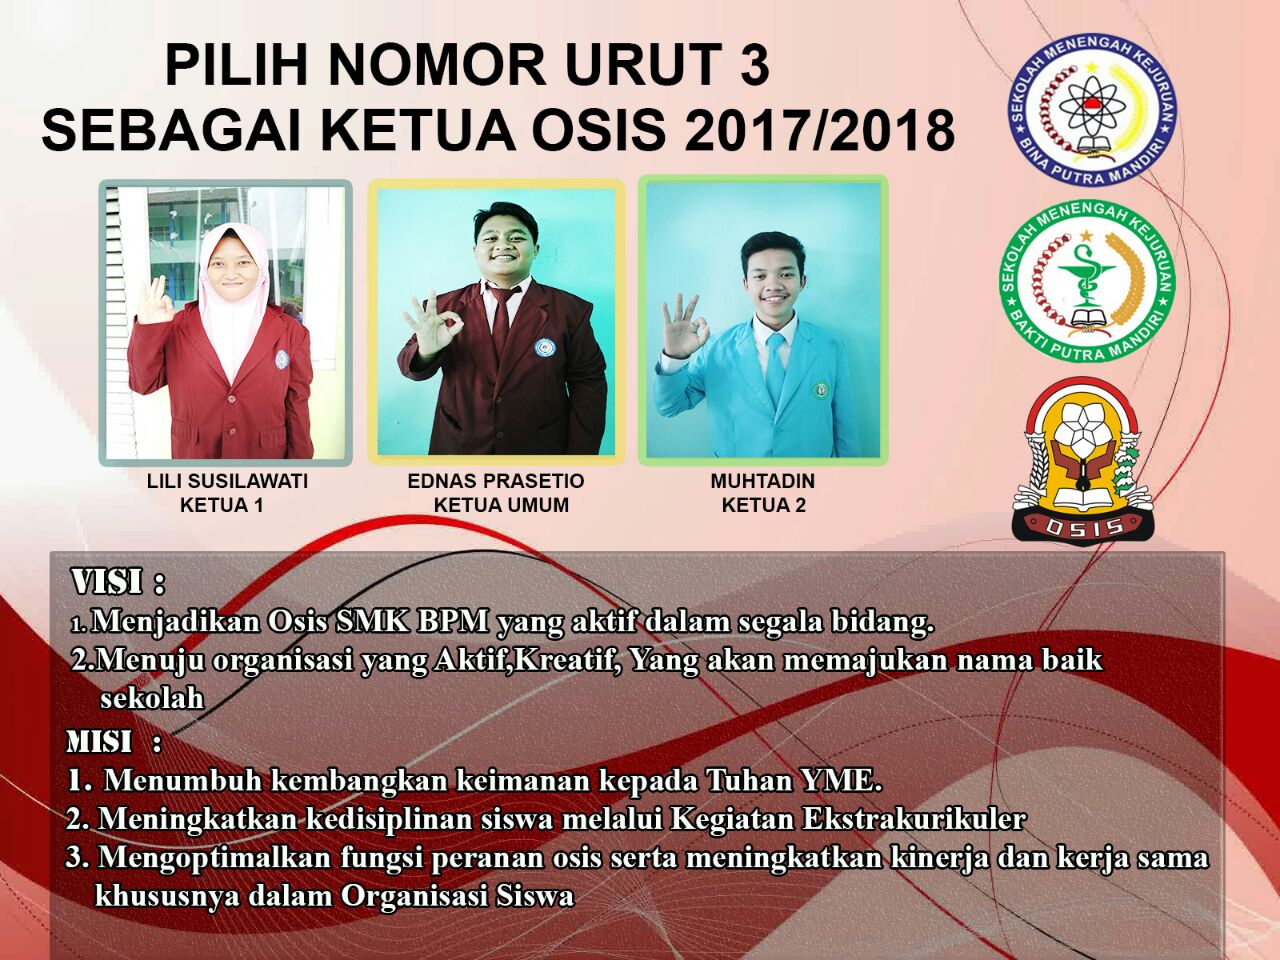 PILIH NOMOR URUT 3
SEBAGAI KETUA OSIS 2017/2018
SEKOLAH MENENGAH KEJURUAN
BINA PUTRA MANDIRI
SEKOLAH MENENGAH KEJURUAN
BAKTI PUTRA MANDIRI
OSIS
LILI SUSILAWATI
KETUA 1
EDNAS PRASETIO
KETUA UMUM
MUHTADIN
KETUA 2
VISI :
1. Menjadikan Osis SMK BPM yang aktif dalam segala bidang.
2.Menuju organisasi yang Aktif,Kreatif, Yang akan memajukan nama baik
sekolah
MISI :
1. Menumbuh kembangkan keimanan kepada Tuhan YME.
2. Meningkatkan kedisiplinan siswa melalui Kegiatan Ekstrakurikuler
3. Mengoptimalkan fungsi peranan osis serta meningkatkan kinerja dan kerja sama
khususnya dalam Organisasi Siswa